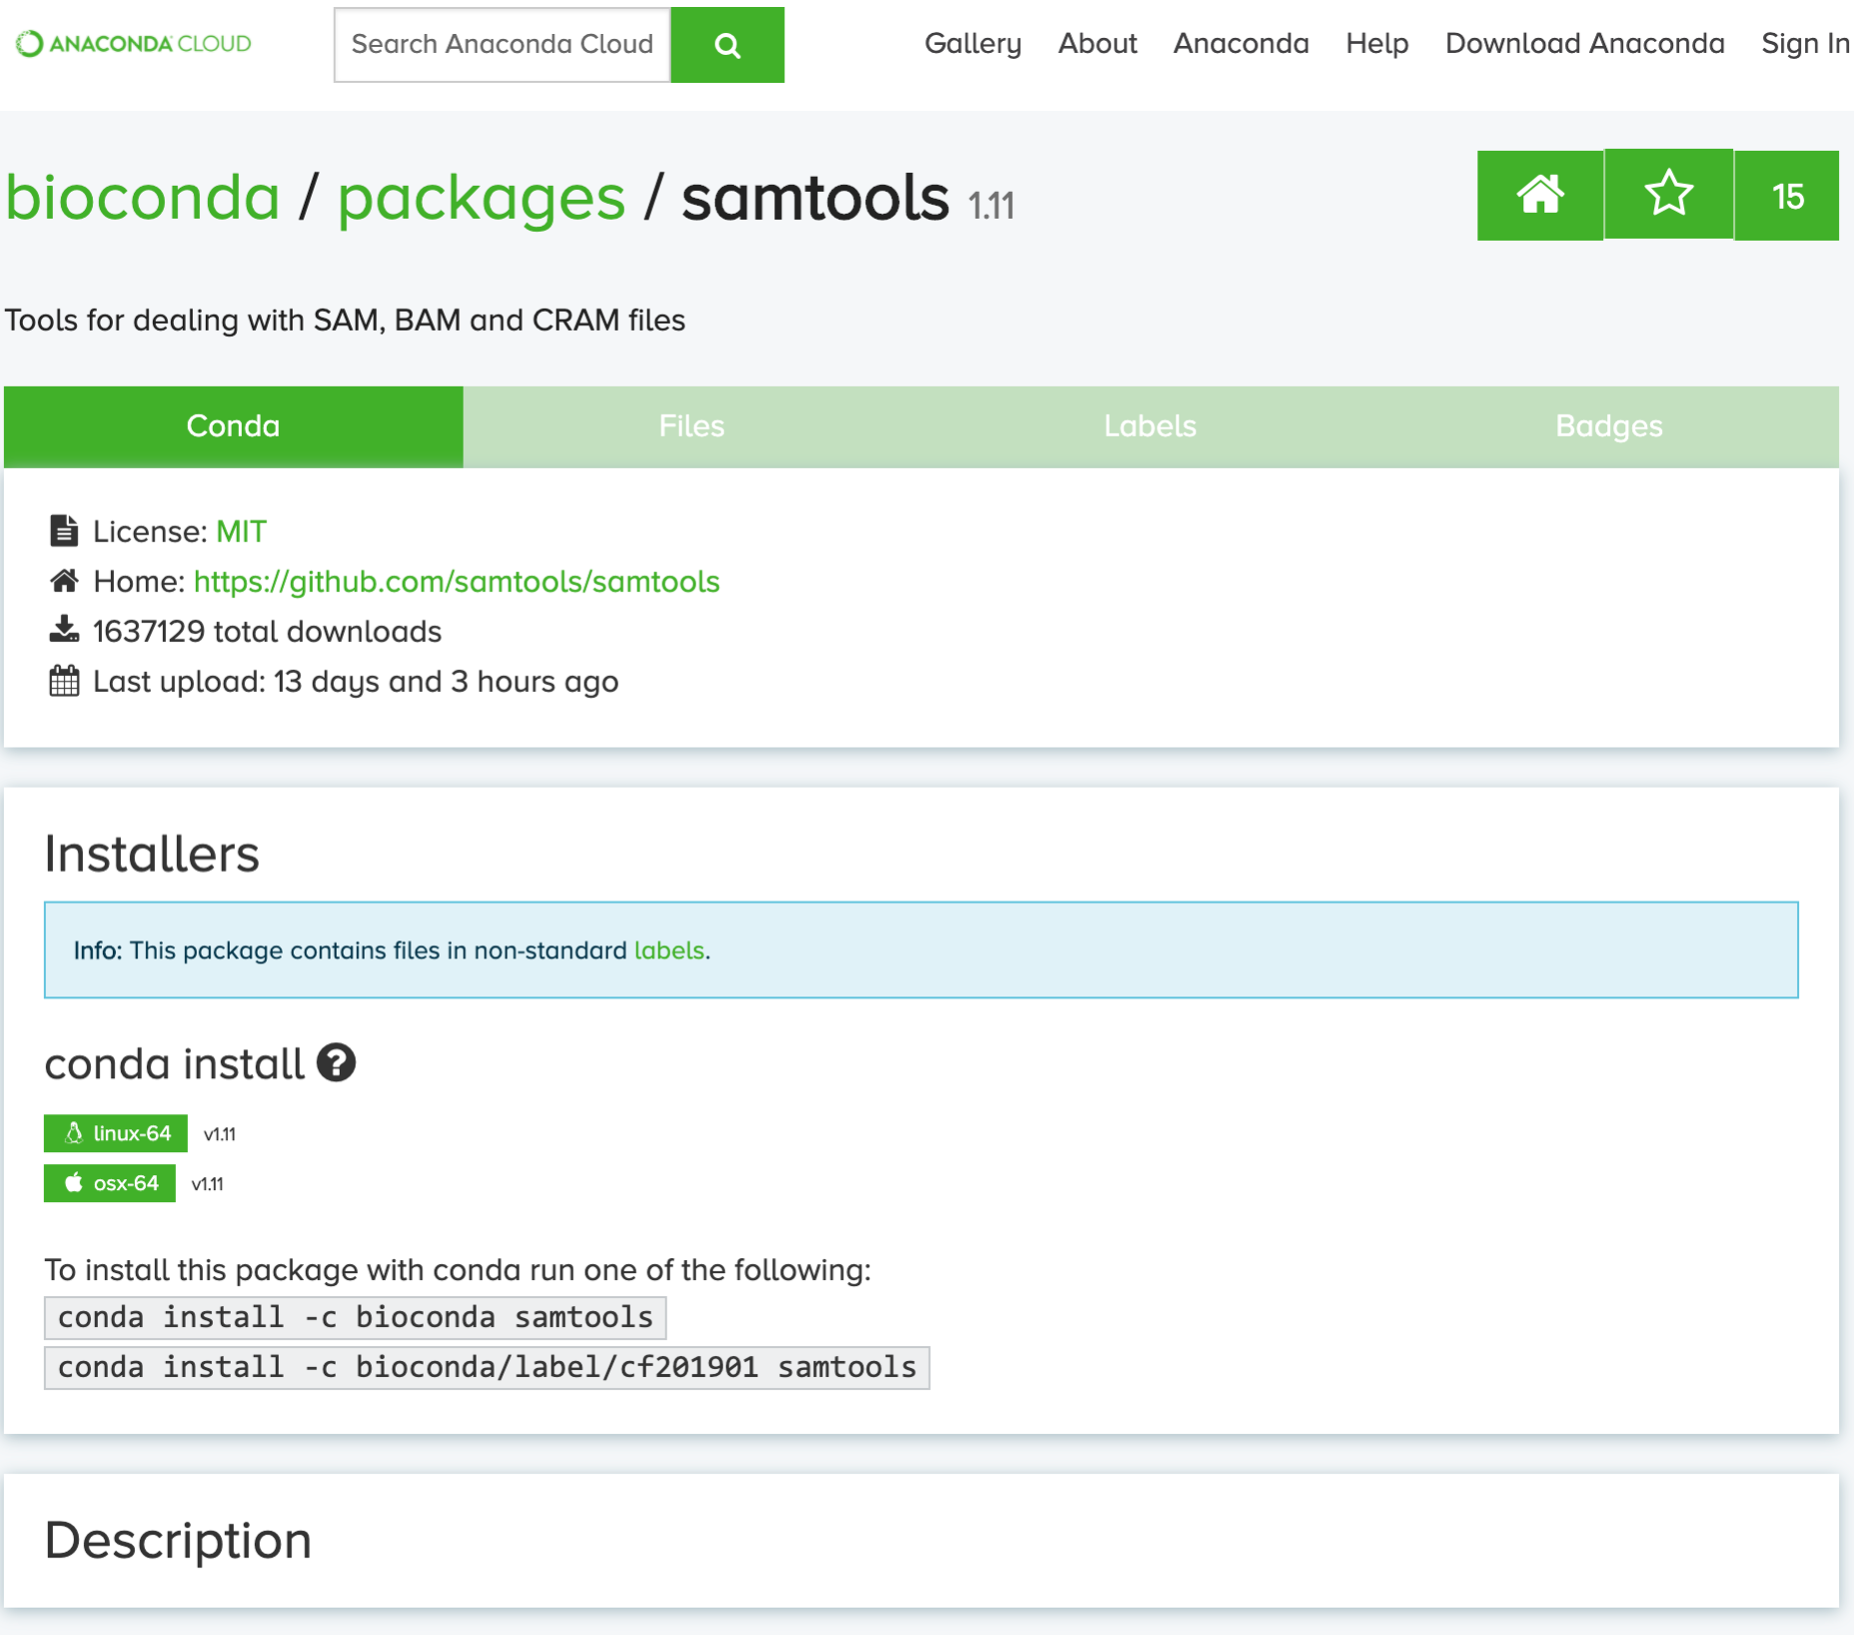 ANACONDA CLOUD
Search Anaconda Cloud
Gallery About Anaconda Help Download Anaconda Sign In
bioconda / packages / samtools 1.11
15
Tools for dealing with SAM, BAM and CRAM files
Conda Files Labels Badges
License: MIT
Home: https://github.com/samtools/samtools
1637129 total downloads
Last upload: 13 days and 3 hours ago
Installers
Info: This package contains files in non-standard labels.
conda install ?
linux-64 v1.11
osx-64 v1.11
To install this package with conda run one of the following:
conda install -c bioconda samtools
conda install -c bioconda/label/cf201901 samtools
Description